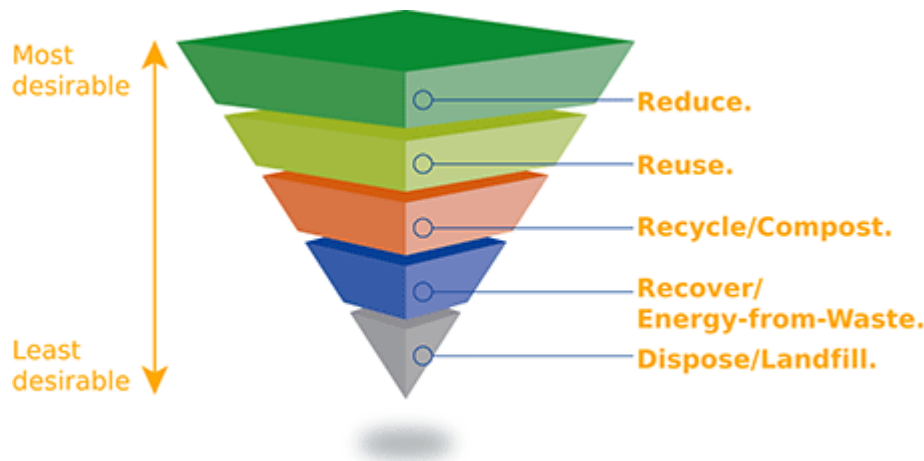 Most
desirable
Reduce.
Reuse.
Recycle/Compost.
Recover/
Energy-from-Waste.
Least
desirable
Dispose/Landfill.